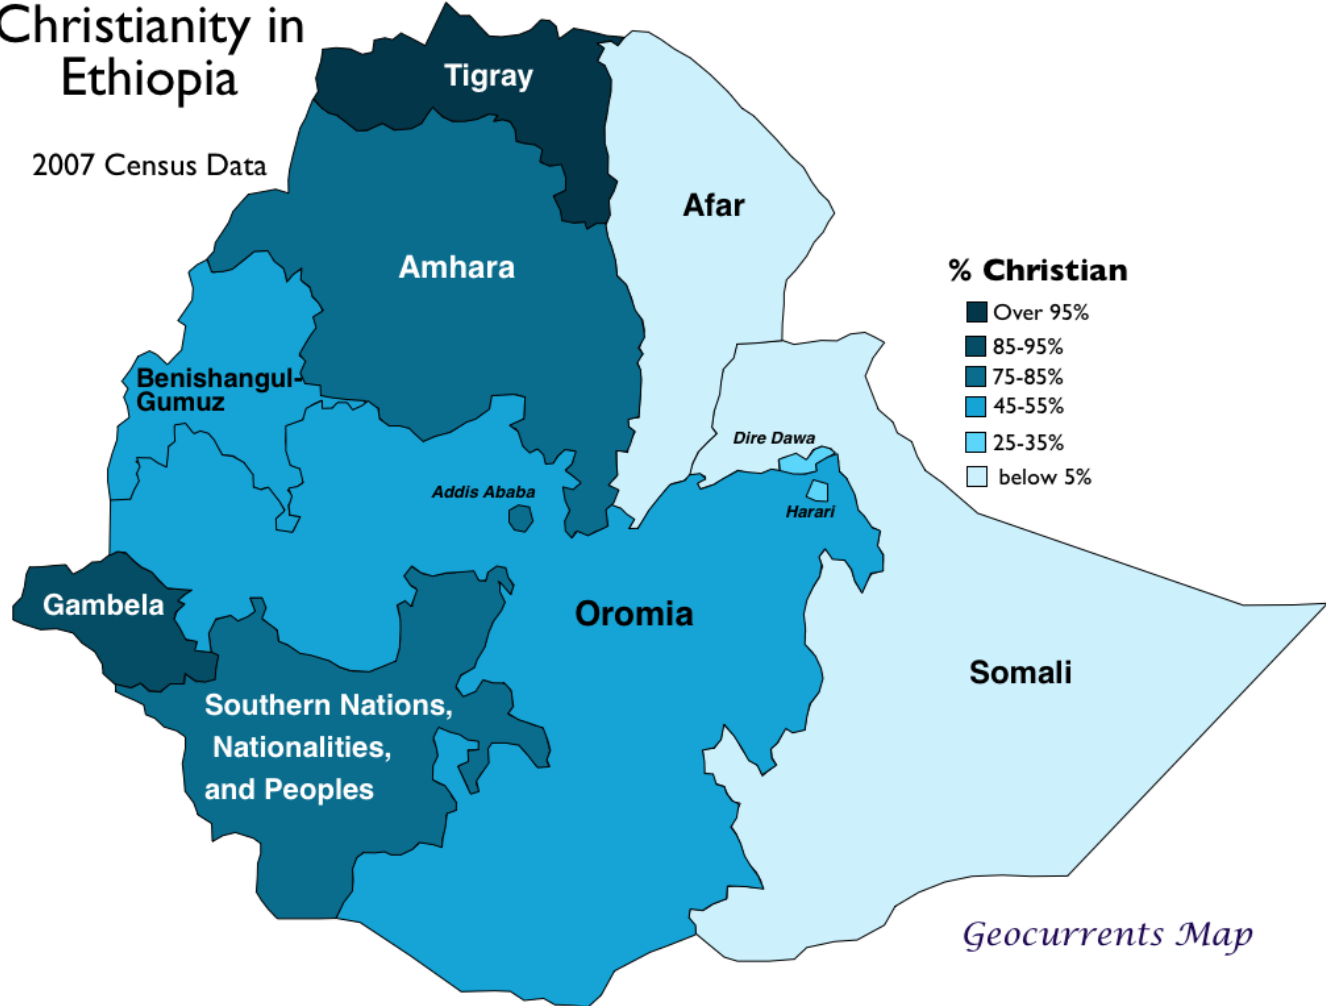 Christianity in
Ethiopia
2007 Census Data
Tigray
Afar
Amhara
% Christian
Over 95%
85-95%
75-85%
45-55%
25-35%
below 5%
Benishangul-
Gumuz
Dire Dawa
Addis Ababa
Harari
Gambela
Oromia
Somali
Southern Nations,
Nationalities,
and Peoples
Geocurrents Map